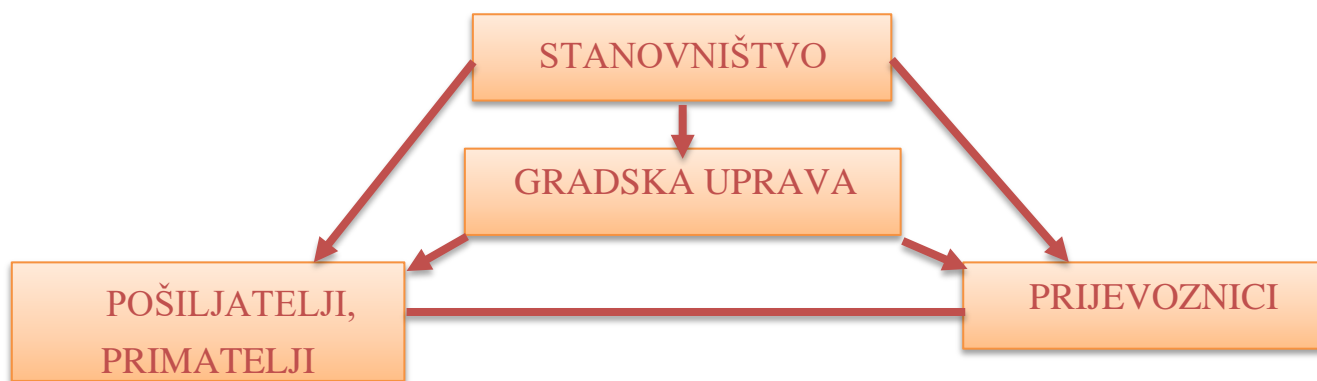 STANOVNIŠTVO
GRADSKA UPRAVA
POŠILJATELJI,
PRIMATELJI
PRIJEVOZNICI